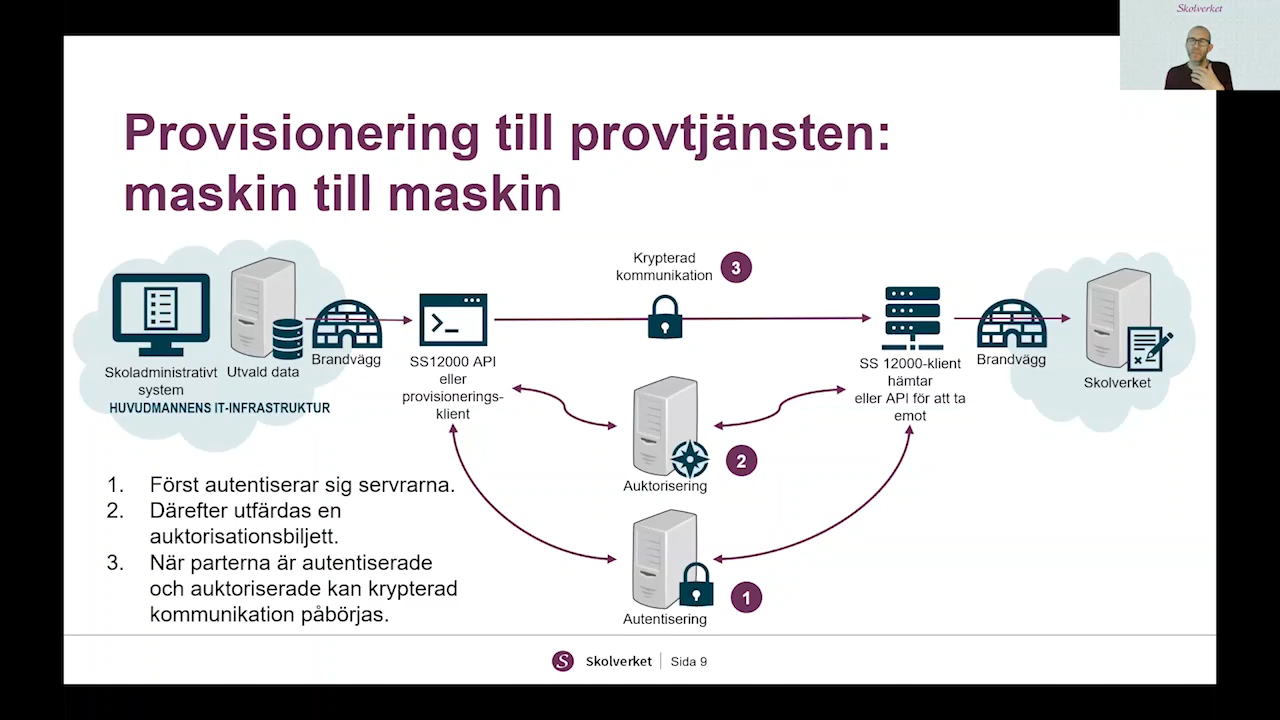 Skolverket
Provisionering till provtjänsten:
maskin till maskin
Krypterad
kommunikation
3
Skoladministrativt
system
Utvald data
HUVUDMANNENS IT-INFRASTRUKTUR
Brandvägg
SS12000 API
eller
provisionerings-
klient
SS 12000-klient
hämtar
eller API för att ta
emot
Brandvägg
Skolverket
2
Auktorisering
1. Först autentiserar sig servrarna.
2. Därefter utfärdas en
auktorisationsbiljett.
3. När parterna är autentiserade
och auktoriserade kan krypterad
kommunikation påbörjas.
1
Autentisering
S Skolverket | Sida 9